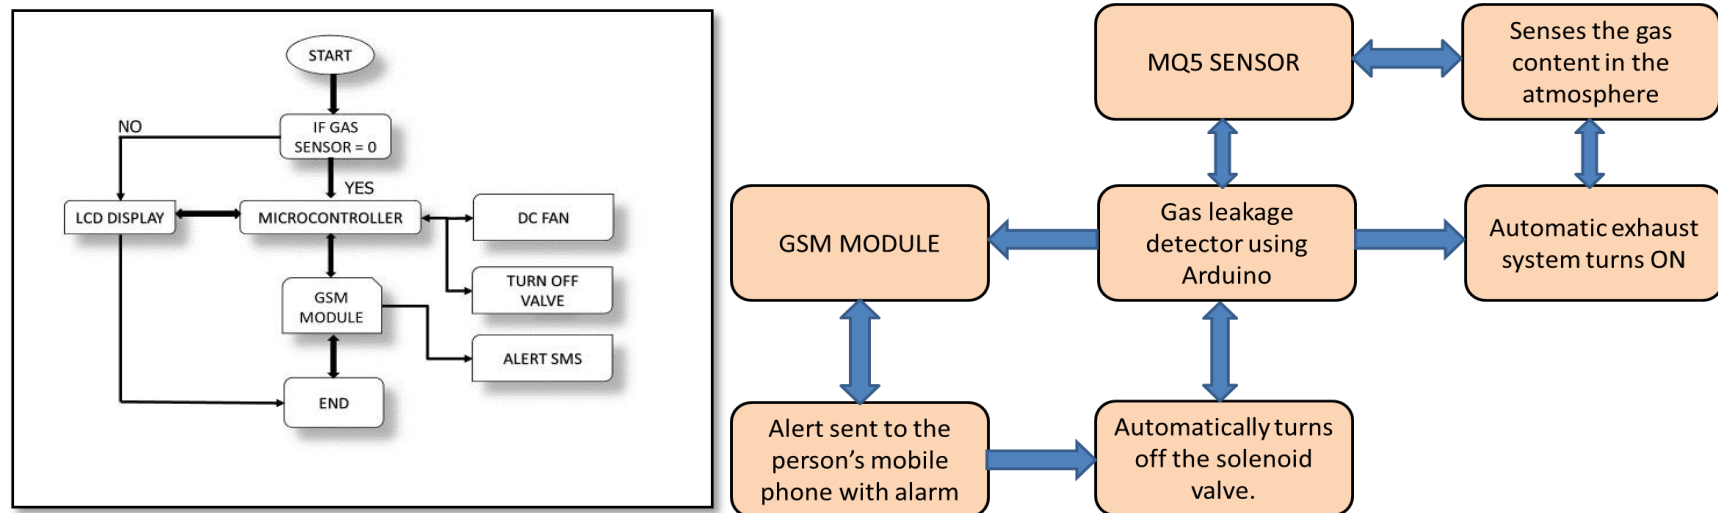 START
IF GAS
SENSOR = 0
NO
YES
LCD DISPLAY
MICROCONTROLLER
DC FAN
TURN OFF
VALVE
GSM
MODULE
ALERT SMS
END
MQ5 SENSOR
Senses the gas
content in the
atmosphere
GSM MODULE
Gas leakage
detector using
Arduino
Automatic exhaust
system turns ON
Alert sent to the
person’s mobile
phone with alarm
Automatically turns
off the solenoid
valve.